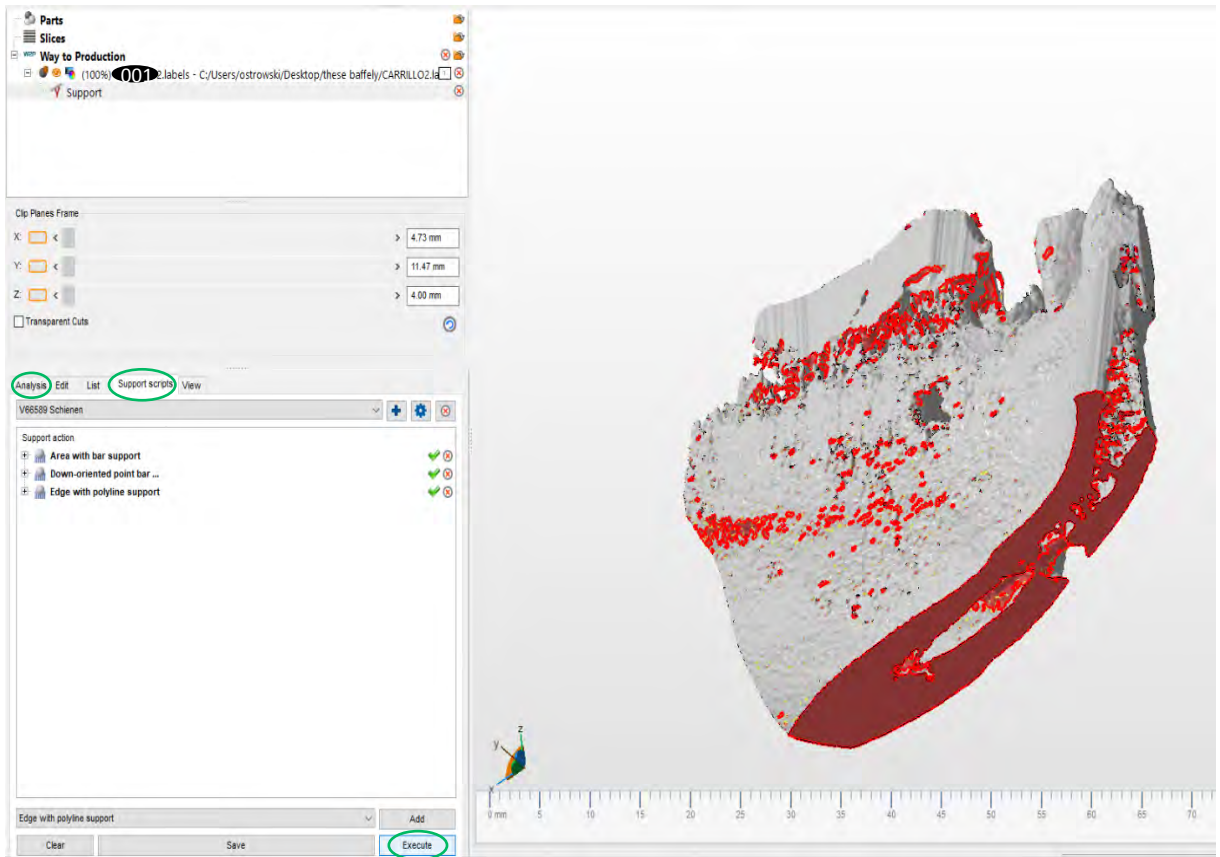 Parts
Slices
Way to Production
(100%) 001 2.labels - C:/Users/ostrowski/Desktop/these baffely/CARRILLO2.la 1
Support
Clip Planes Frame
X: < > 4.73 mm
Y: < > 11.47 mm
Z: < > 4.00 mm
Transparent Cuts
Analysis Edit List Support scripts View
V66589 Schienen
Support action
Area with bar support
Down-oriented point bar ...
Edge with polyline support
z
y
x
0 mm 5 10 15 20 25 30 35 40 45 50 55 60 65 70
Edge with polyline support Add
Clear Save Execute